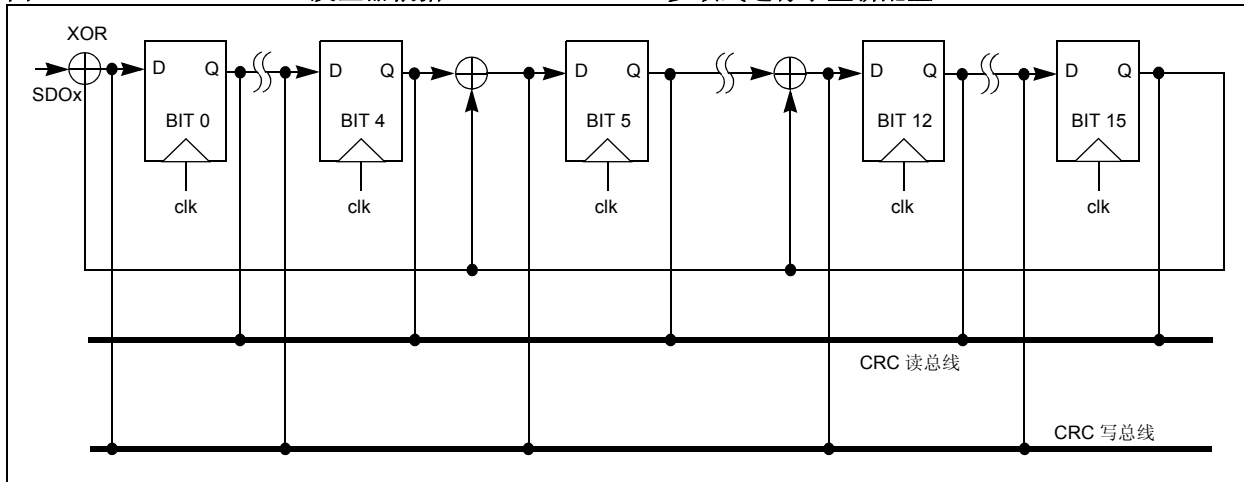 XOR
SDOx
D Q D Q D Q D Q D Q
BIT 0 BIT 4 BIT 5 BIT 12 BIT 15
clk clk clk clk clk
CRC 读总线
CRC 写总线